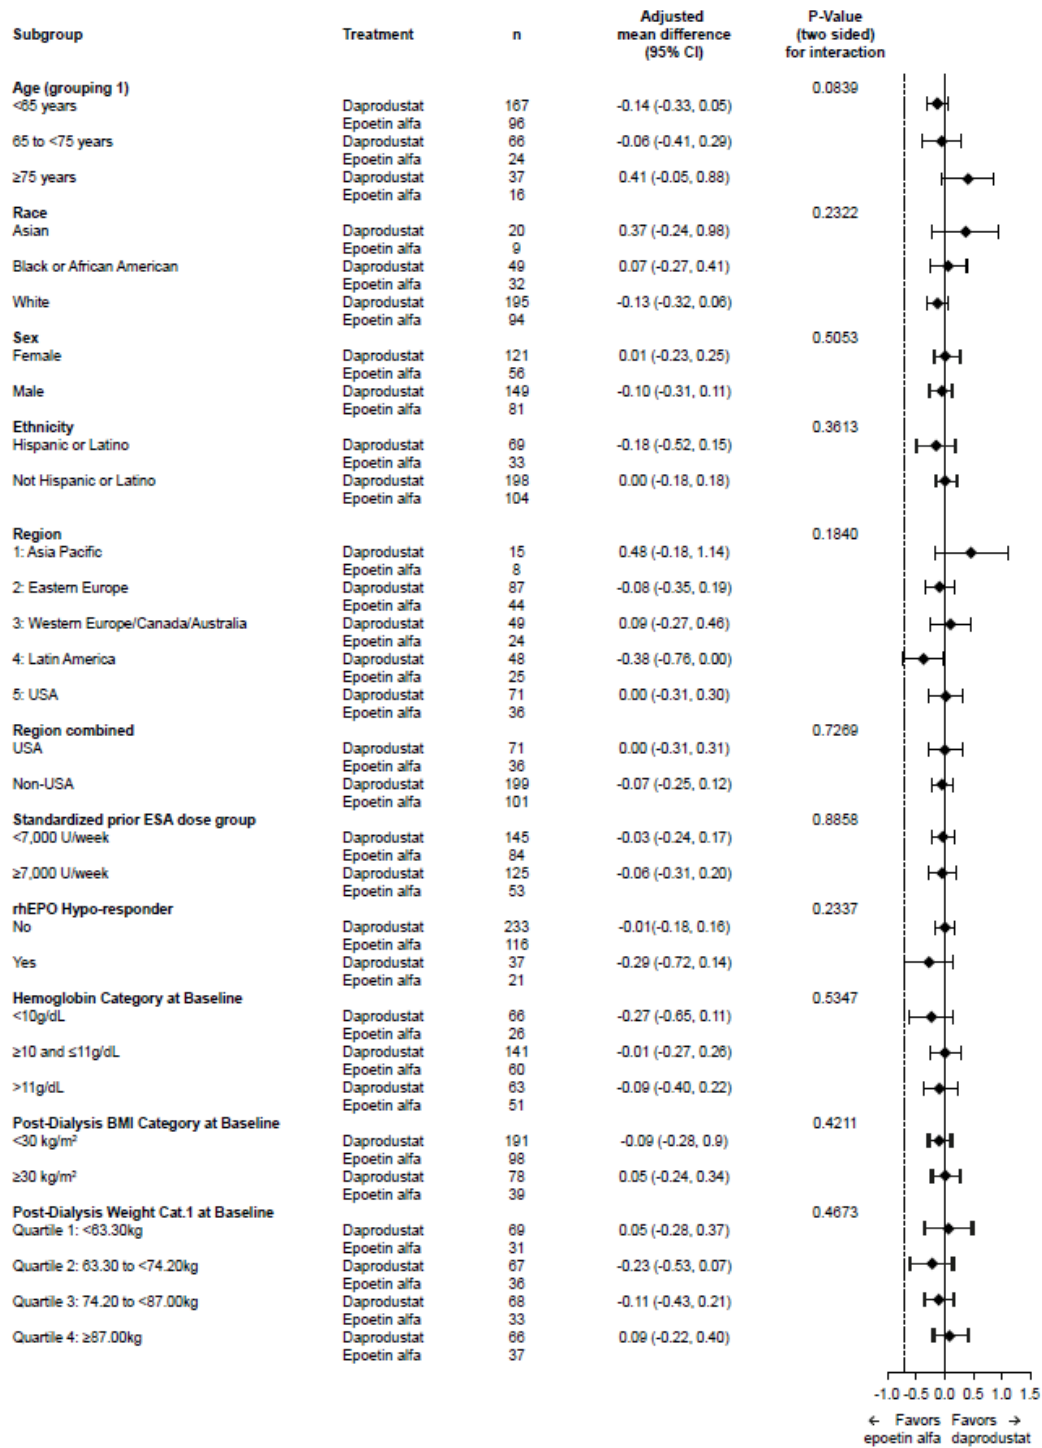 Subgroup Treatment n Adjusted mean difference (95% CI) P-Value (two sided) for interaction
Age (grouping 1) 0.0839
<65 years Daprodustat 167 -0.14 (-0.33, 0.05)
Epoetin alfa 96
65 to <75 years Daprodustat 66 -0.06 (-0.41, 0.29)
Epoetin alfa 24
≥75 years Daprodustat 37 0.41 (-0.05, 0.88)
Epoetin alfa 16
Race 0.2322
Asian Daprodustat 20 0.37 (-0.24, 0.98)
Epoetin alfa 9
Black or African American Daprodustat 49 0.07 (-0.27, 0.41)
Epoetin alfa 32
White Daprodustat 195 -0.13 (-0.32, 0.06)
Epoetin alfa 94
Sex 0.5053
Female Daprodustat 121 0.01 (-0.23, 0.25)
Epoetin alfa 56
Male Daprodustat 149 -0.10 (-0.31, 0.11)
Epoetin alfa 81
Ethnicity 0.3613
Hispanic or Latino Daprodustat 69 -0.18 (-0.52, 0.15)
Epoetin alfa 33
Not Hispanic or Latino Daprodustat 198 0.00 (-0.18, 0.18)
Epoetin alfa 104
Region 0.1840
1: Asia Pacific Daprodustat 15 0.48 (-0.18, 1.14)
Epoetin alfa 8
2: Eastern Europe Daprodustat 87 -0.08 (-0.35, 0.19)
Epoetin alfa 44
3: Western Europe/Canada/Australia Daprodustat 49 0.09 (-0.27, 0.46)
Epoetin alfa 24
4: Latin America Daprodustat 48 -0.38 (-0.76, 0.00)
Epoetin alfa 25
5: USA Daprodustat 71 0.00 (-0.31, 0.30)
Epoetin alfa 36
Region combined 0.7269
USA Daprodustat 71 0.00 (-0.31, 0.31)
Epoetin alfa 36
Non-USA Daprodustat 199 -0.07 (-0.25, 0.12)
Epoetin alfa 101
Standardized prior ESA dose group 0.8858
<7,000 U/week Daprodustat 145 -0.03 (-0.24, 0.17)
Epoetin alfa 84
≥7,000 U/week Daprodustat 125 -0.06 (-0.31, 0.20)
Epoetin alfa 53
rhEPO Hypo-responder 0.2337
No Daprodustat 233 -0.01(-0.18, 0.16)
Epoetin alfa 116
Yes Daprodustat 37 -0.29 (-0.72, 0.14)
Epoetin alfa 21
Hemoglobin Category at Baseline 0.5347
<10g/dL Daprodustat 66 -0.27 (-0.65, 0.11)
Epoetin alfa 26
≥10 and ≤11g/dL Daprodustat 141 -0.01 (-0.27, 0.26)
Epoetin alfa 60
>11g/dL Daprodustat 63 -0.09 (-0.40, 0.22)
Epoetin alfa 51
Post-Dialysis BMI Category at Baseline 0.4211
<30 kg/m² Daprodustat 191 -0.09 (-0.28, 0.9)
Epoetin alfa 98
≥30 kg/m² Daprodustat 78 0.05 (-0.24, 0.34)
Epoetin alfa 39
Post-Dialysis Weight Cat.1 at Baseline 0.4673
Quartile 1: <63.30kg Daprodustat 69 0.05 (-0.28, 0.37)
Epoetin alfa 31
Quartile 2: 63.30 to <74.20kg Daprodustat 67 -0.23 (-0.53, 0.07)
Epoetin alfa 36
Quartile 3: 74.20 to <87.00kg Daprodustat 68 -0.11 (-0.43, 0.21)
Epoetin alfa 33
Quartile 4: ≥87.00kg Daprodustat 66 0.09 (-0.22, 0.40)
Epoetin alfa 37
-1.0 -0.5 0.0 0.5 1.0 1.5
← Favors epoetin alfa Favors → daprodustat